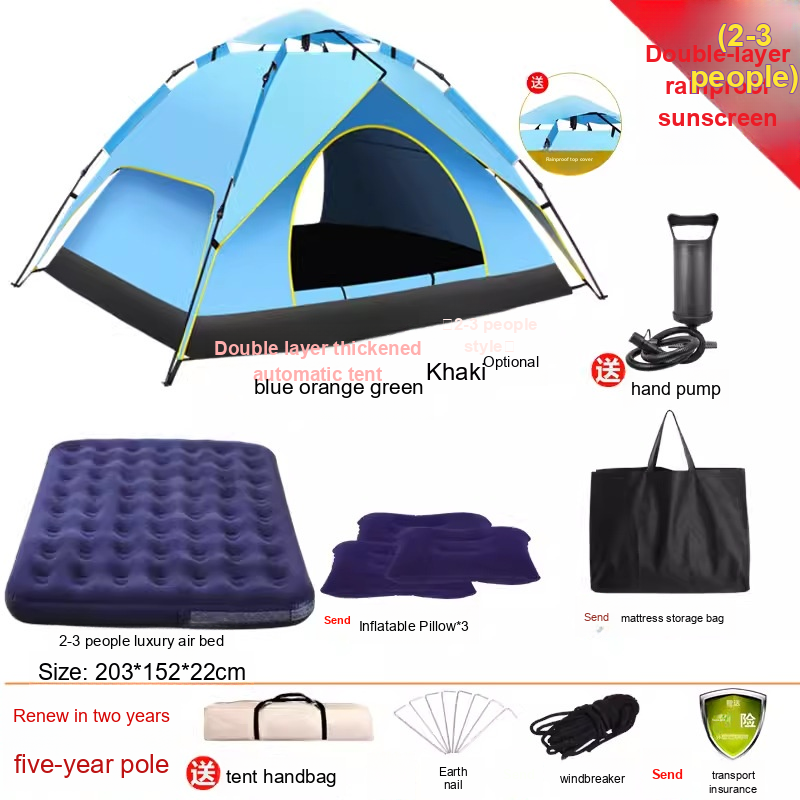 (2-3
people)
Double-layer
rainproof
sunscreen
送
Rainproof top cover
Double layer thickened
automatic tent
2-3 people
style
blue orange green
Khaki
Optional
送
hand pump
2-3 people luxury air bed
Size: 203*152*22cm
Send
Inflatable Pillow*3
Send
mattress storage bag
Renew in two years
five-year pole
送
tent handbag
Earth
nail
windbreaker
Send
险
transport
insurance